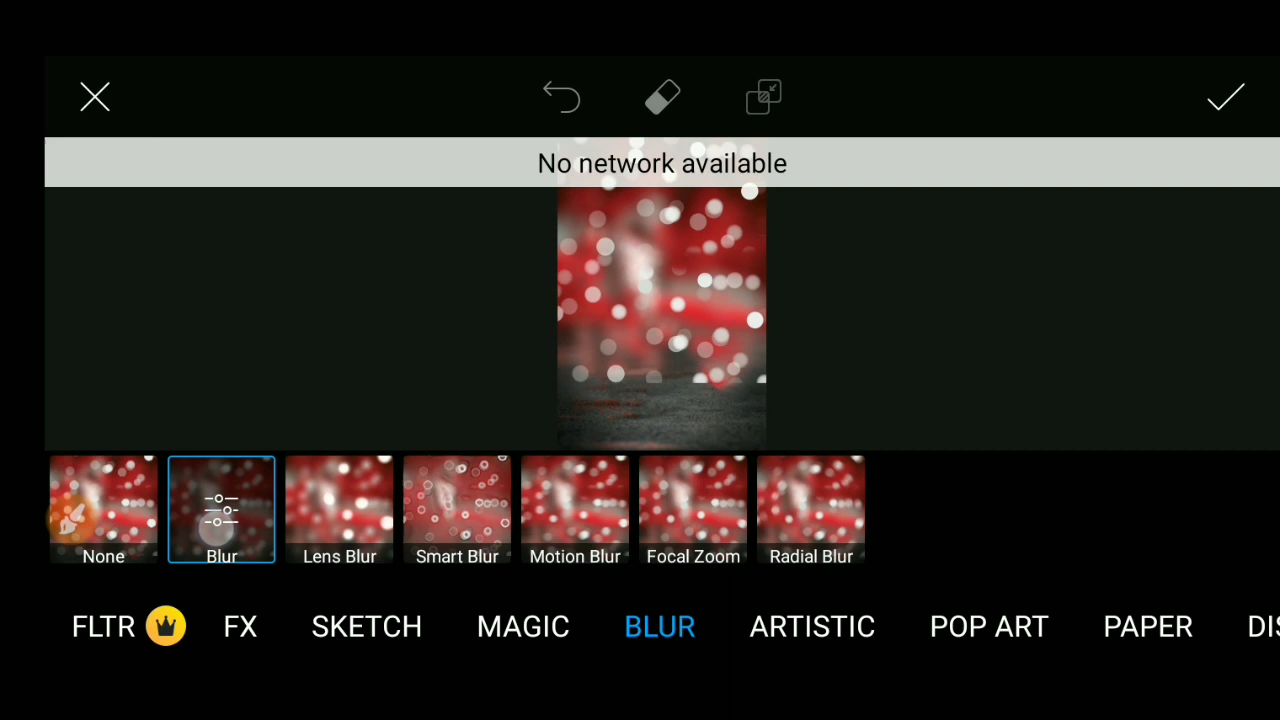 No network available
None
Blur
Lens Blur
Smart Blur
Motion Blur
Focal Zoom
Radial Blur
FLTR FX SKETCH MAGIC BLUR ARTISTIC POP ART PAPER DIS